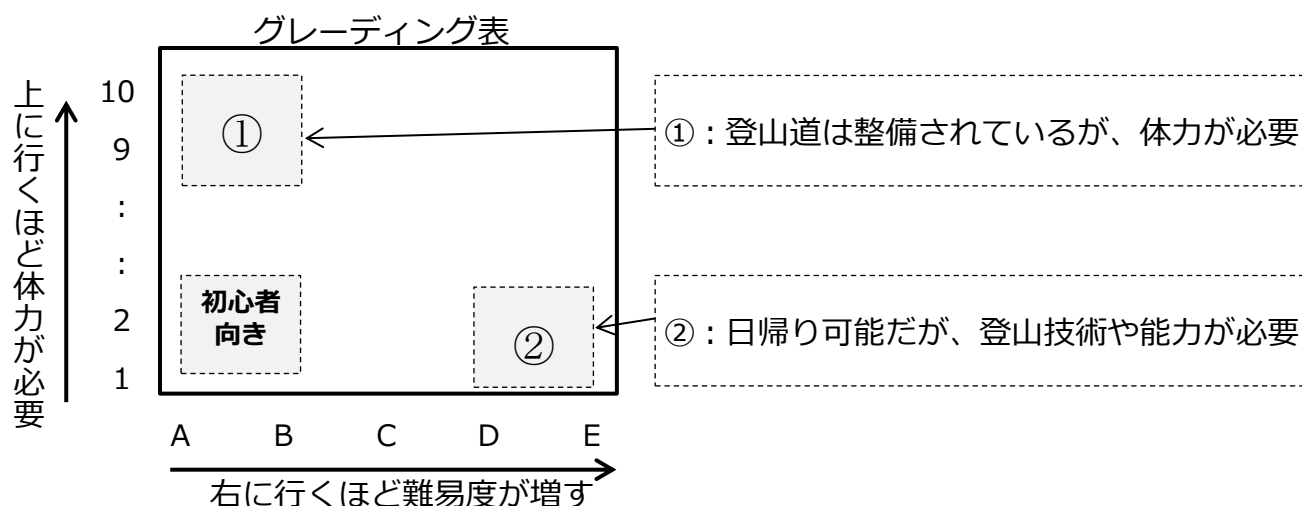 グレーディング表
上に行くほど体力が必要
10
9
:
:
2
1
①
初心者
向き
②
①：登山道は整備されているが、体力が必要
②：日帰り可能だが、登山技術や能力が必要
A B C D E
右に行くほど難易度が増す